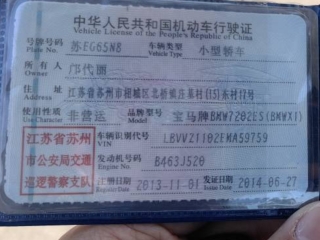 中华人民共和国机动车行驶证
Vehicle License of the People's Republic of China
号牌号码 苏EG65N8 车辆类型 小型轿车
Plate No. Vehicle Type
所有人 邝代丽
Owner
住址 江苏省苏州市相城区北桥镇庄基村(15)东村17号
Address
使用性质 非营运 品牌型号 宝马牌BMW7202ES(BMWX1)
Use Character Model
江苏省苏州
市公安局交通
巡逻警察支队
车辆识别代号 LBVVZ1102EMA59759
VIN
发动机号码 B463J520
Engine No.
注册日期 2013-11-01 发证日期 2014-06-27
Register Date Issue Date